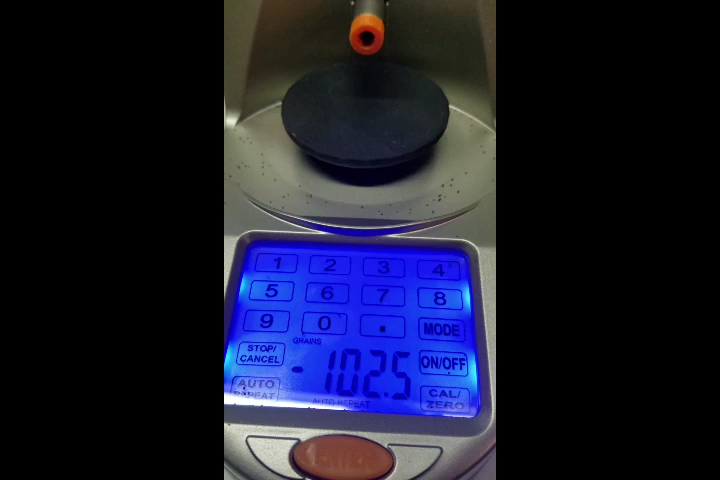 1 2 3 4
5 6 7 8
9 0 . MODE
GRAINS
STOP/
CANCEL
-102.5
ON/OFF
AUTO
REPEAT
AUTO REPEAT
CAL/
ZERO